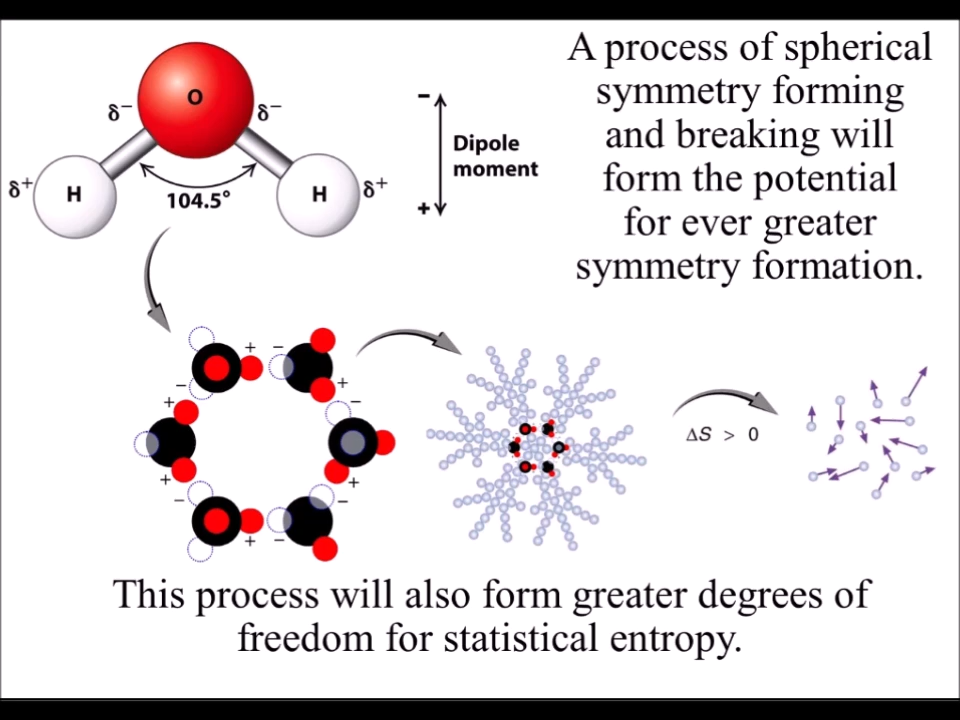 A process of spherical
symmetry forming
and breaking will
form the potential
for ever greater
symmetry formation.
O
δ− δ−
δ+ H H δ+
104.5°
−
Dipole
moment
+
+ −
− +
+ −
+ +
− −
+ −
ΔS > 0
This process will also form greater degrees of
freedom for statistical entropy.